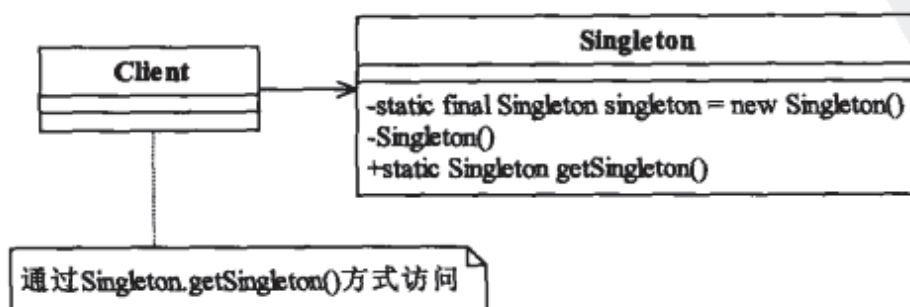 Client
Singleton
-static final Singleton singleton = new Singleton()
-Singleton()
+static Singleton getSingleton()
通过Singleton.getSingleton()方式访问